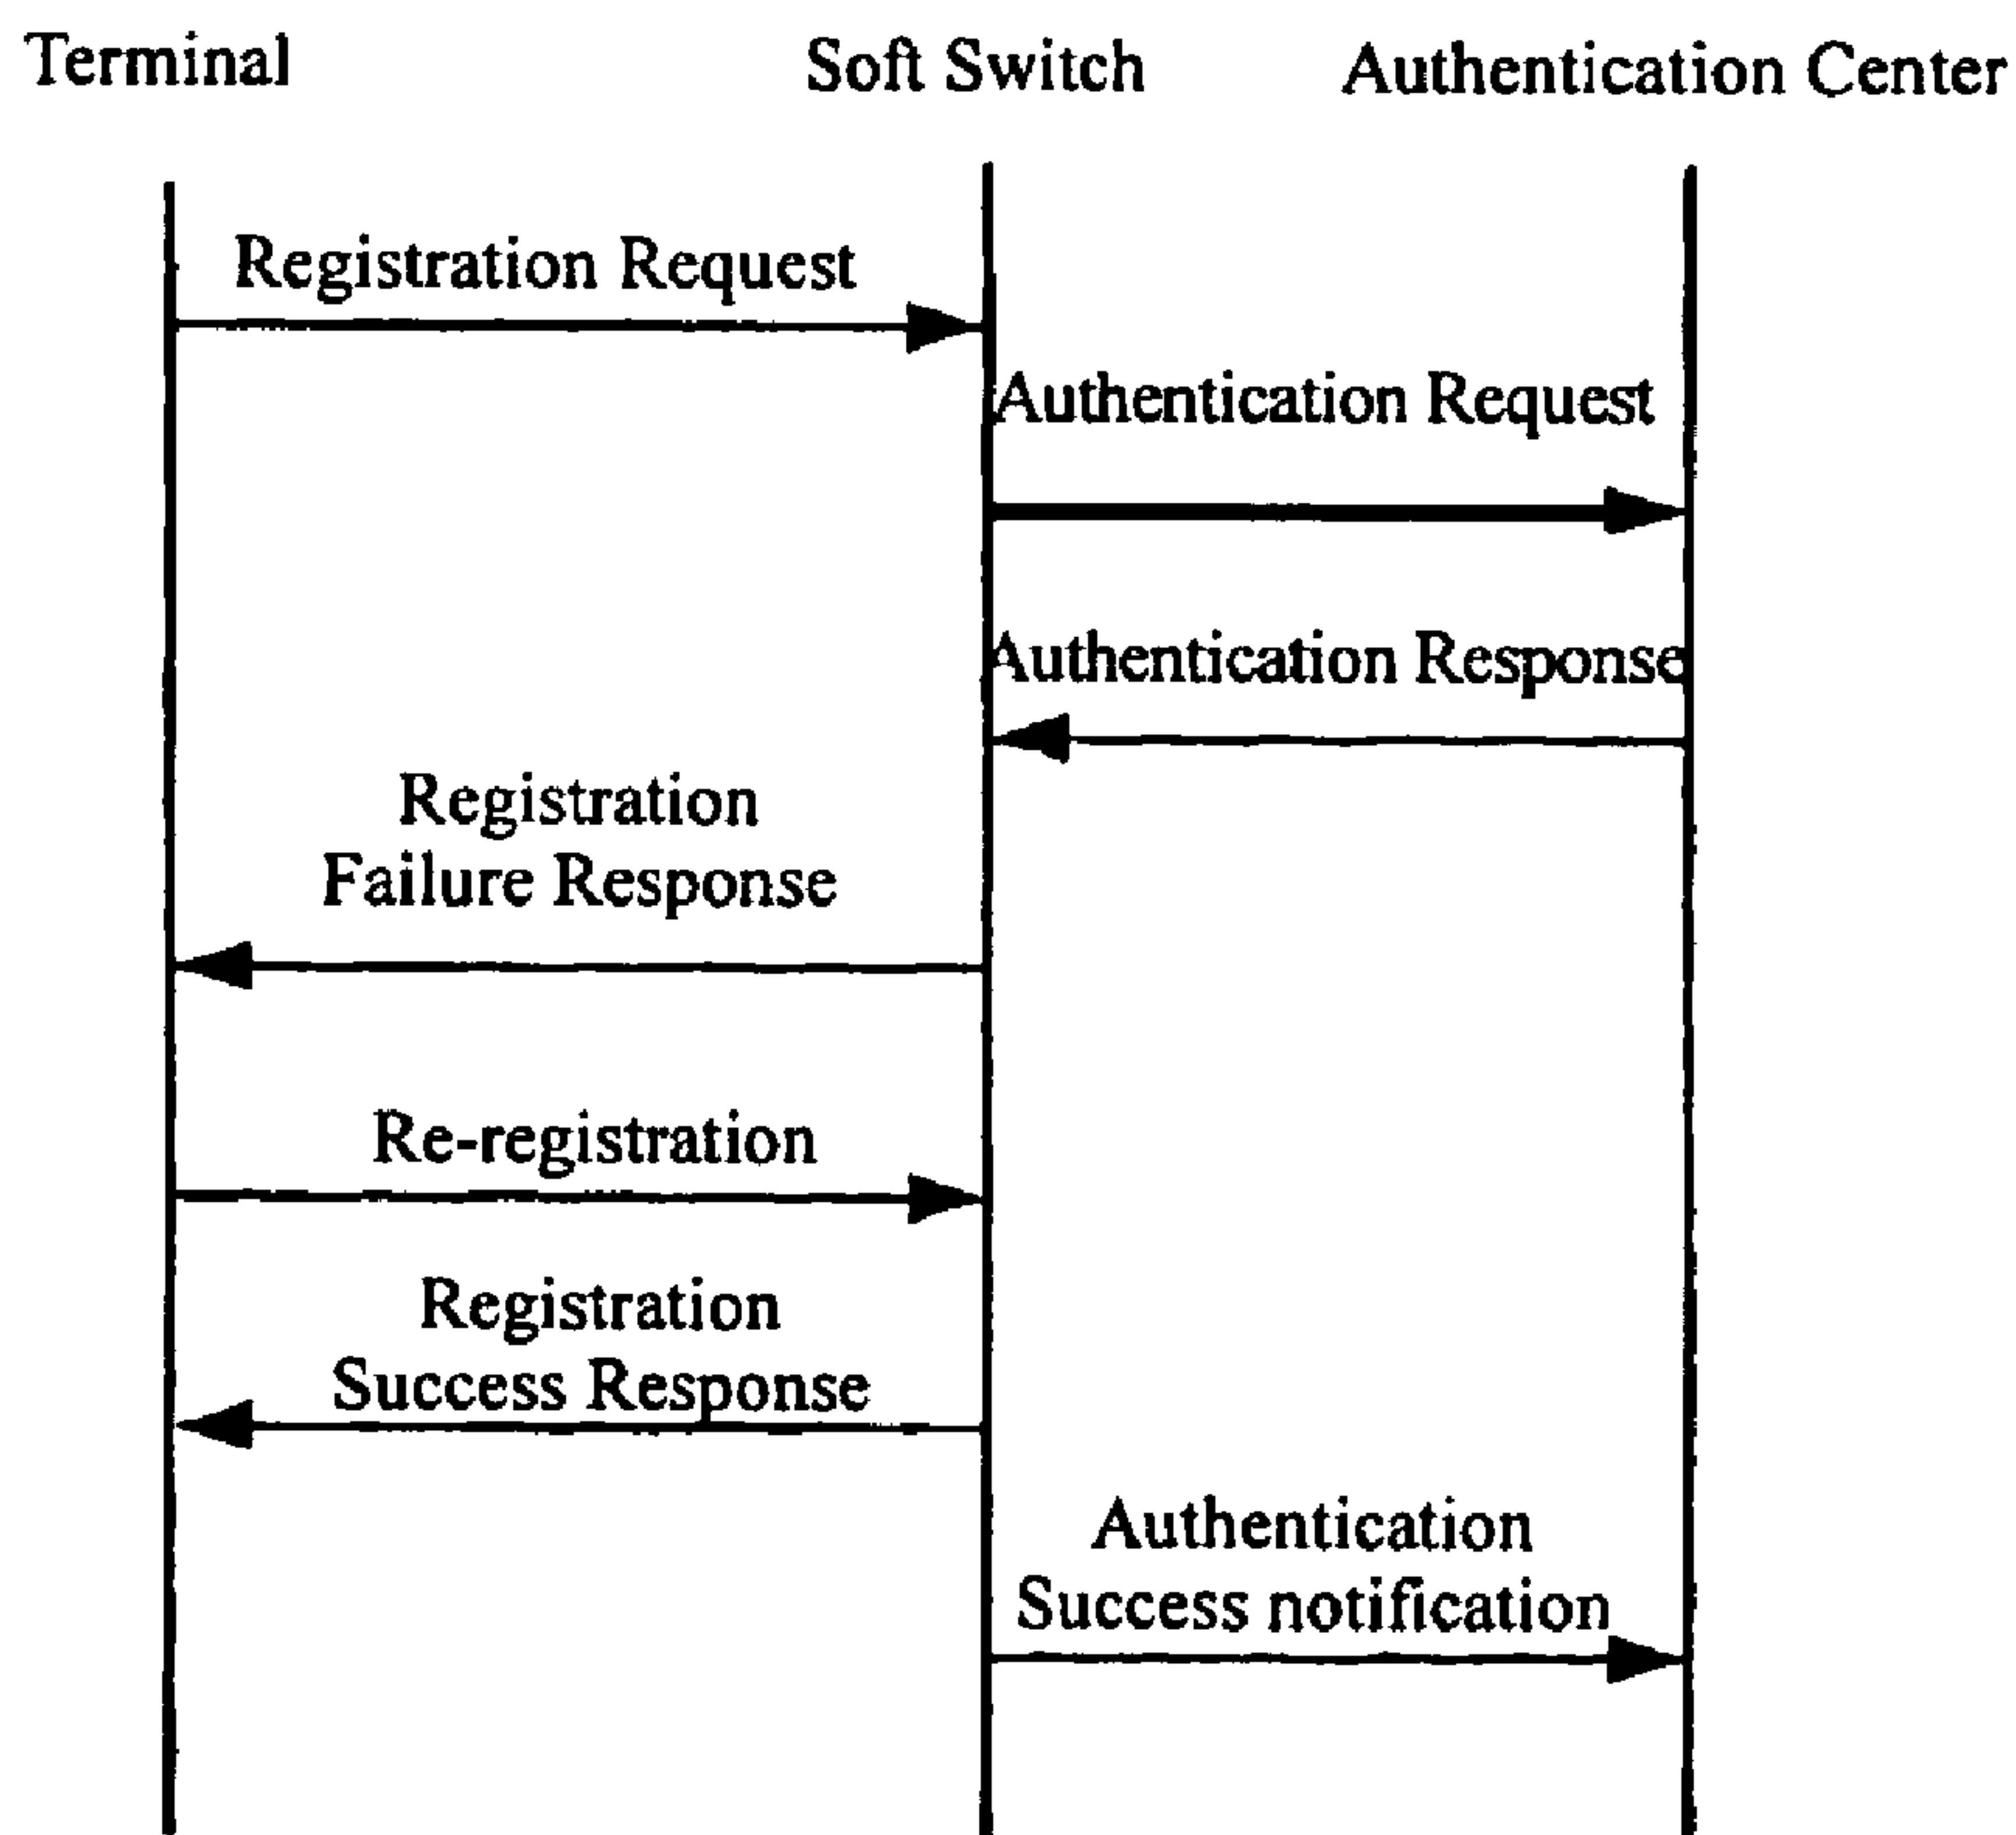 Terminal
Soft Switch
Authentication Center
Registration Request
Authentication Request
Authentication Response
Registration
Failure Response
Re-registration
Registration
Success Response
Authentication
Success notification